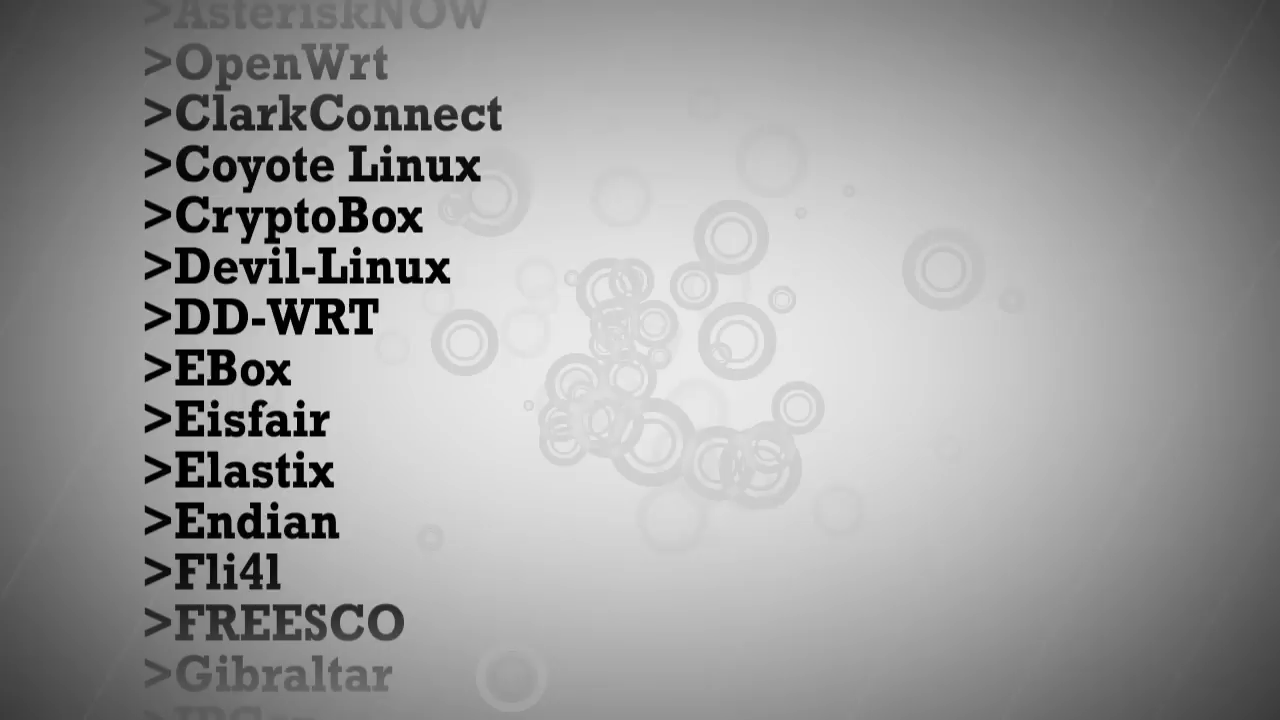 >AsteriskNOW
>OpenWrt
>ClarkConnect
>Coyote Linux
>CryptoBox
>Devil-Linux
>DD-WRT
>EBox
>Eisfair
>Elastix
>Endian
>Fli4l
>FREESCO
>Gibraltar